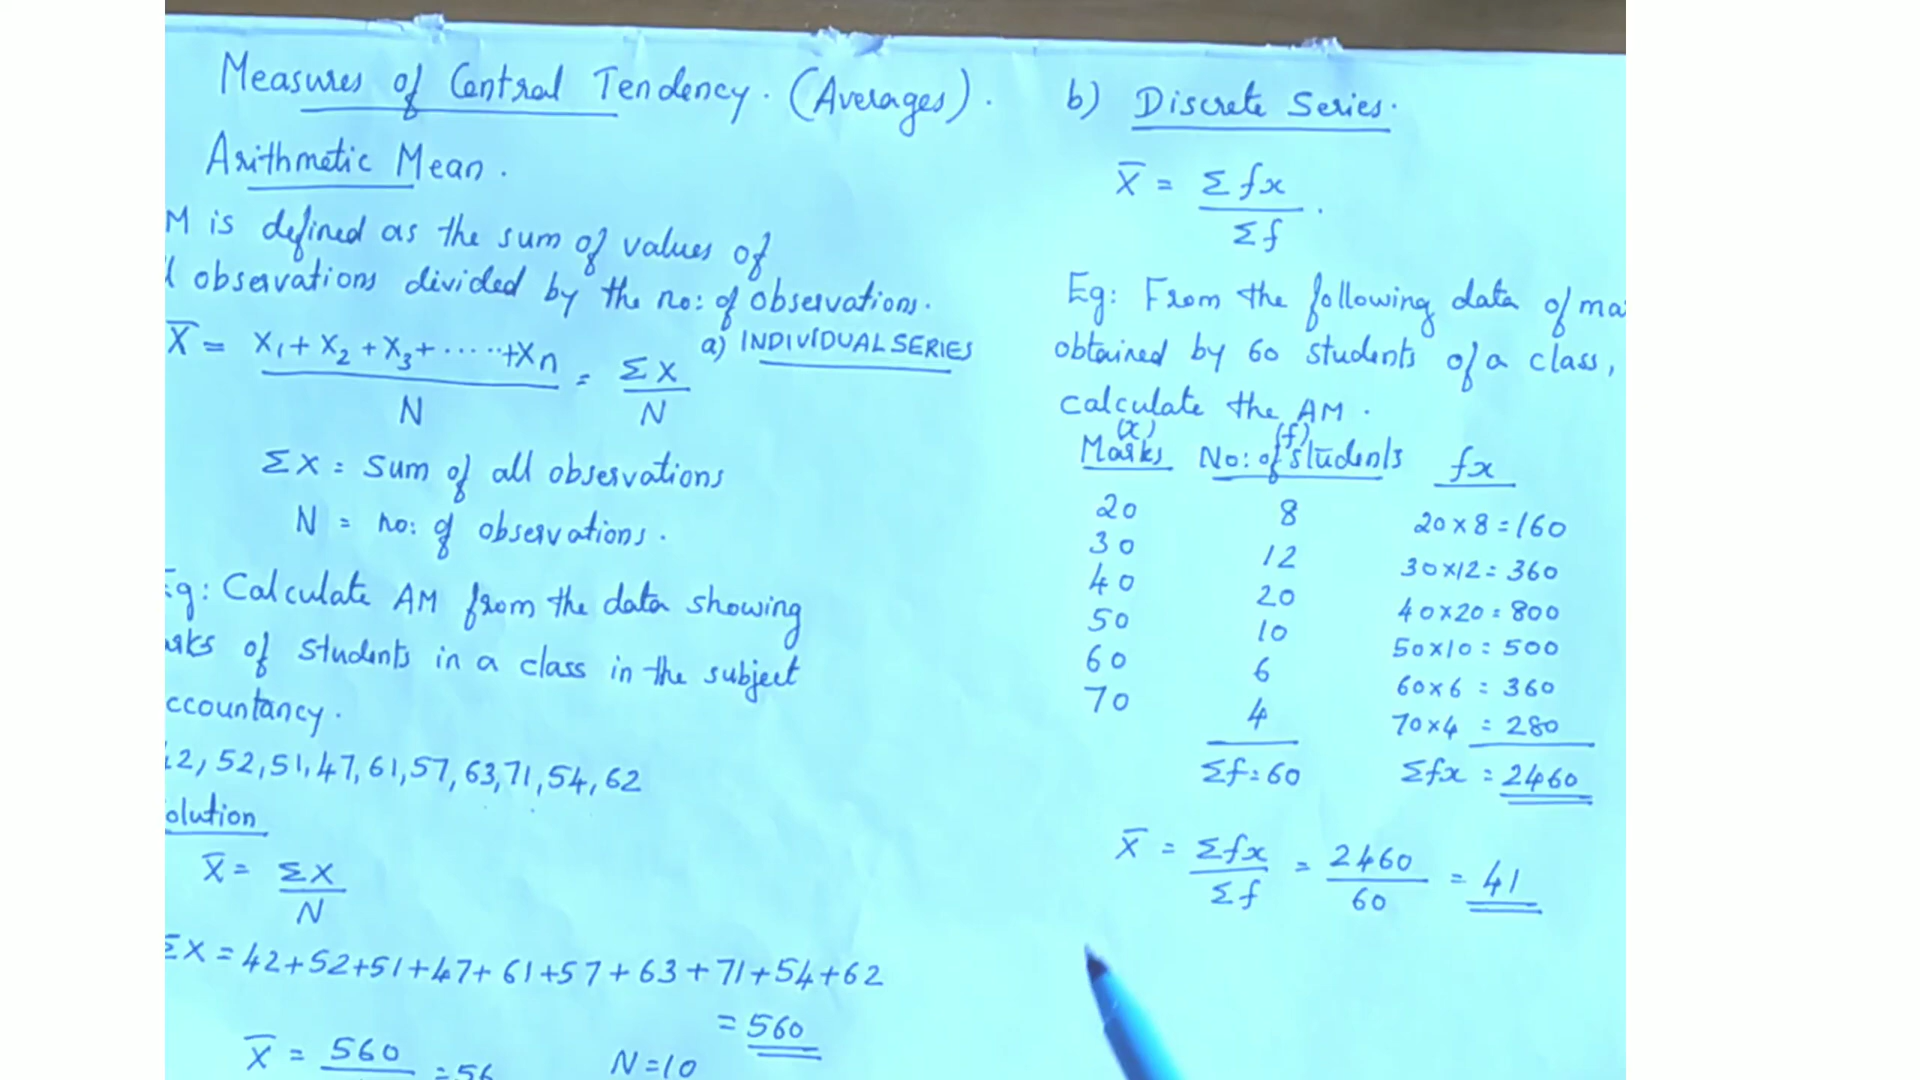 Measures of Central Tendency. (Averages).
Arithmetic Mean.
M is defined as the sum of values of
observations divided by the no: of observations.
a) INDIVIDUAL SERIES
X̄ = X₁ + X₂ + X₃ + ······ + Xn / N = ΣX / N
ΣX = Sum of all observations
N = no: of observations.
Eg: Calculate AM from the data showing
of students in a class in the subject
ccountancy.
2, 52, 51, 47, 61, 57, 63, 71, 54, 62
olution
X̄ = ΣX / N
ΣX = 42+52+51+47+61+57+63+71+54+62
= 560
X̄ = 560 = 56
N = 10
b) Discrete Series.
X̄ = Σfx / Σf .
Eg: From the following data of ma
obtained by 60 students of a class,
calculate the AM.
(x) (f)
Marks No: of students fx
20 8 20×8=160
30 12 30×12=360
40 20 40×20=800
50 10 50×10=500
60 6 60×6=360
70 4 70×4=280
Σf=60 Σfx=2460
X̄ = Σfx / Σf = 2460 / 60 = 41